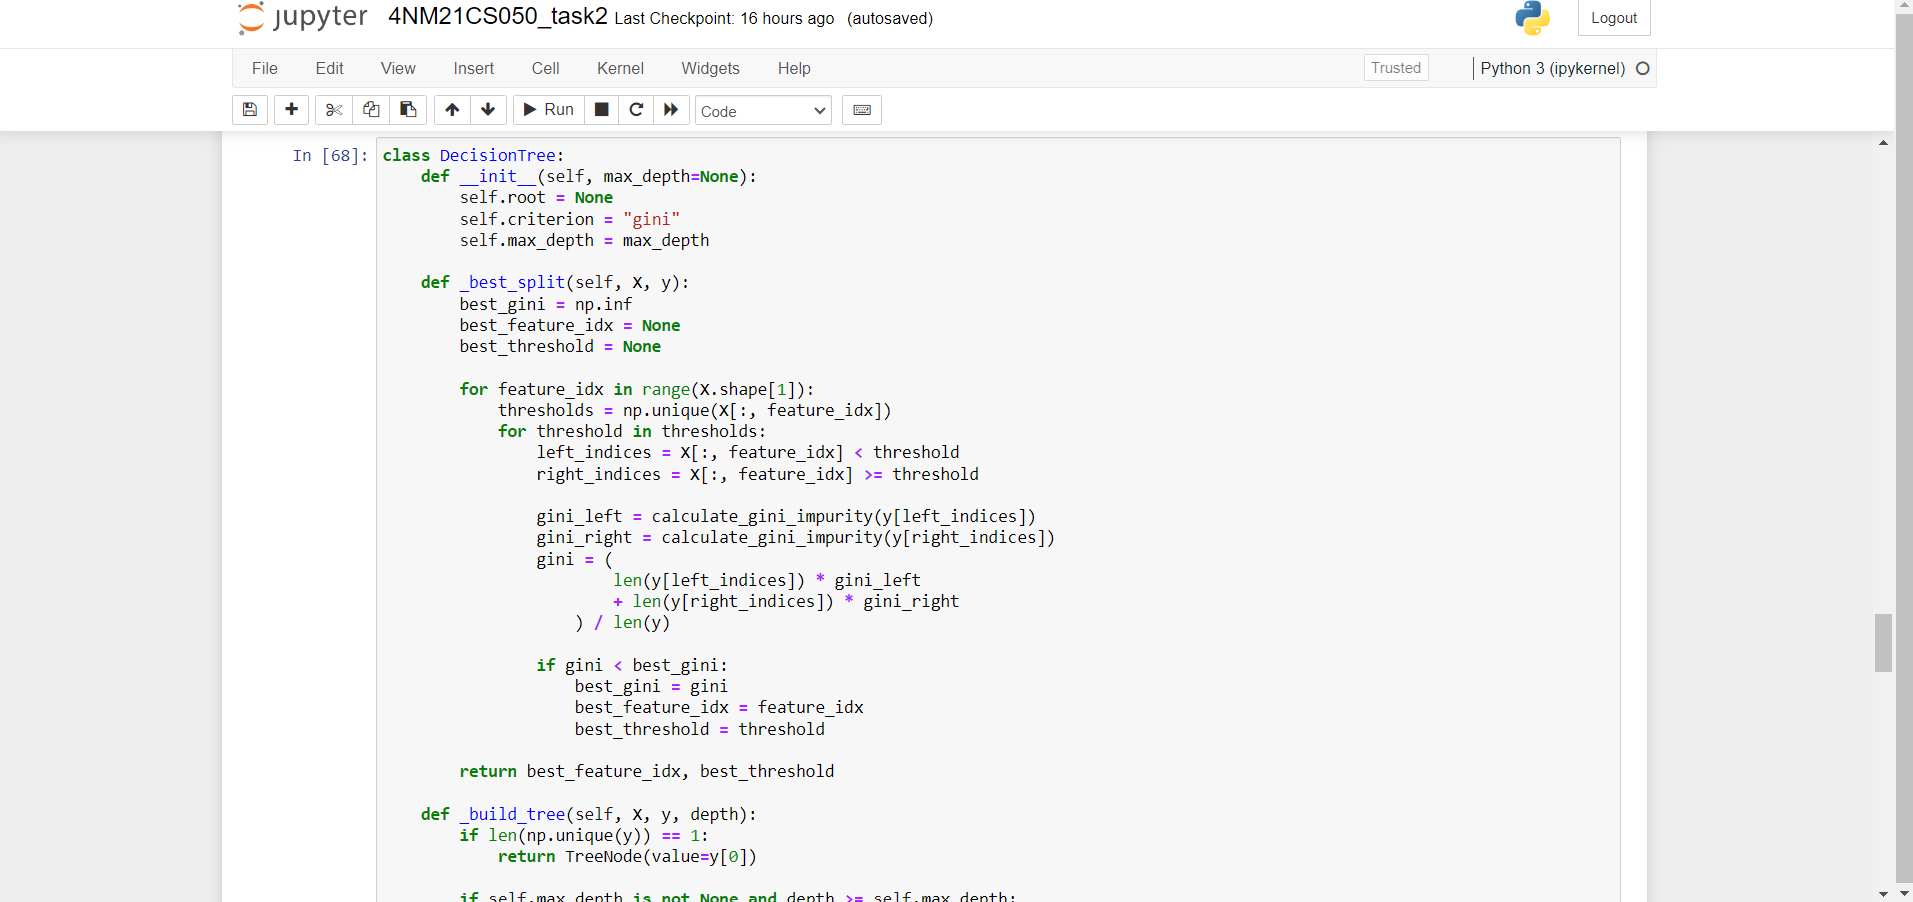 jupyter 4NM21CS050_task2 Last Checkpoint: 16 hours ago (autosaved)
Logout
File Edit View Insert Cell Kernel Widgets Help
Trusted
Python 3 (ipykernel)
Run
Code
In [68]:
class DecisionTree:
    def __init__(self, max_depth=None):
        self.root = None
        self.criterion = "gini"
        self.max_depth = max_depth

    def _best_split(self, X, y):
        best_gini = np.inf
        best_feature_idx = None
        best_threshold = None

        for feature_idx in range(X.shape[1]):
            thresholds = np.unique(X[:, feature_idx])
            for threshold in thresholds:
                left_indices = X[:, feature_idx] < threshold
                right_indices = X[:, feature_idx] >= threshold

                gini_left = calculate_gini_impurity(y[left_indices])
                gini_right = calculate_gini_impurity(y[right_indices])
                gini = (
                        len(y[left_indices]) * gini_left
                        + len(y[right_indices]) * gini_right
                    ) / len(y)

                if gini < best_gini:
                    best_gini = gini
                    best_feature_idx = feature_idx
                    best_threshold = threshold

        return best_feature_idx, best_threshold

    def _build_tree(self, X, y, depth):
        if len(np.unique(y)) == 1:
            return TreeNode(value=y[0])

        if self.max_depth is not None and depth >= self.max_depth: